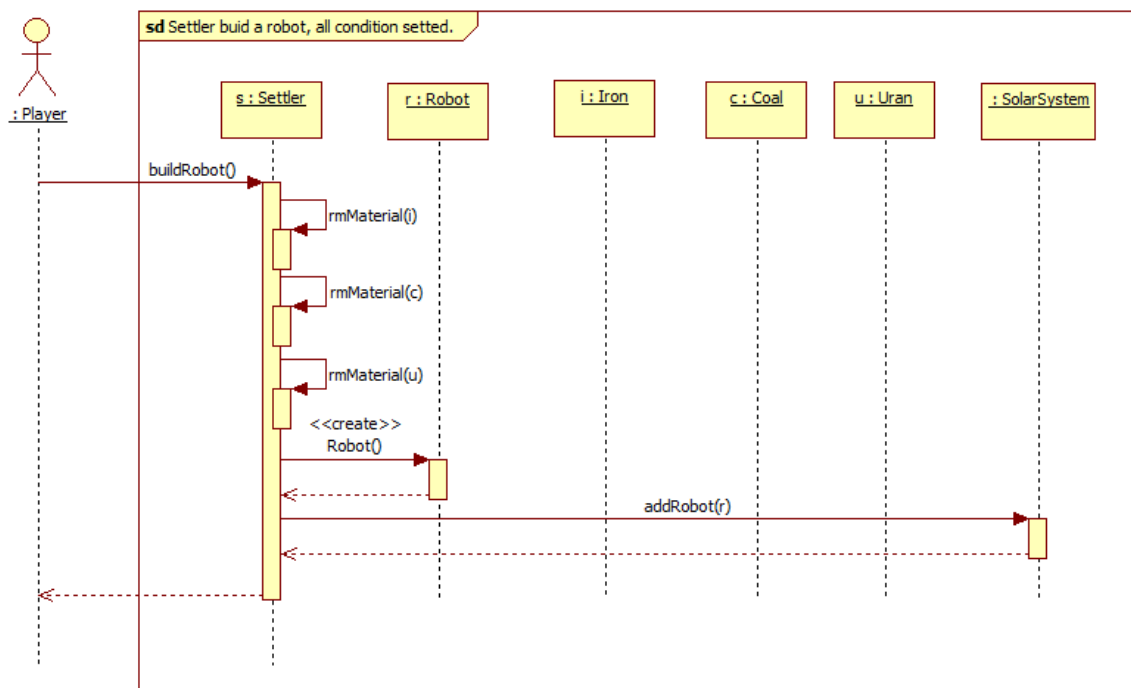 sd Settler buid a robot, all condition setted.
: Player
s : Settler
r : Robot
i : Iron
c : Coal
u : Uran
: SolarSystem
buildRobot()
rmMaterial(i)
rmMaterial(c)
rmMaterial(u)
<<create>>
Robot()
addRobot(r)